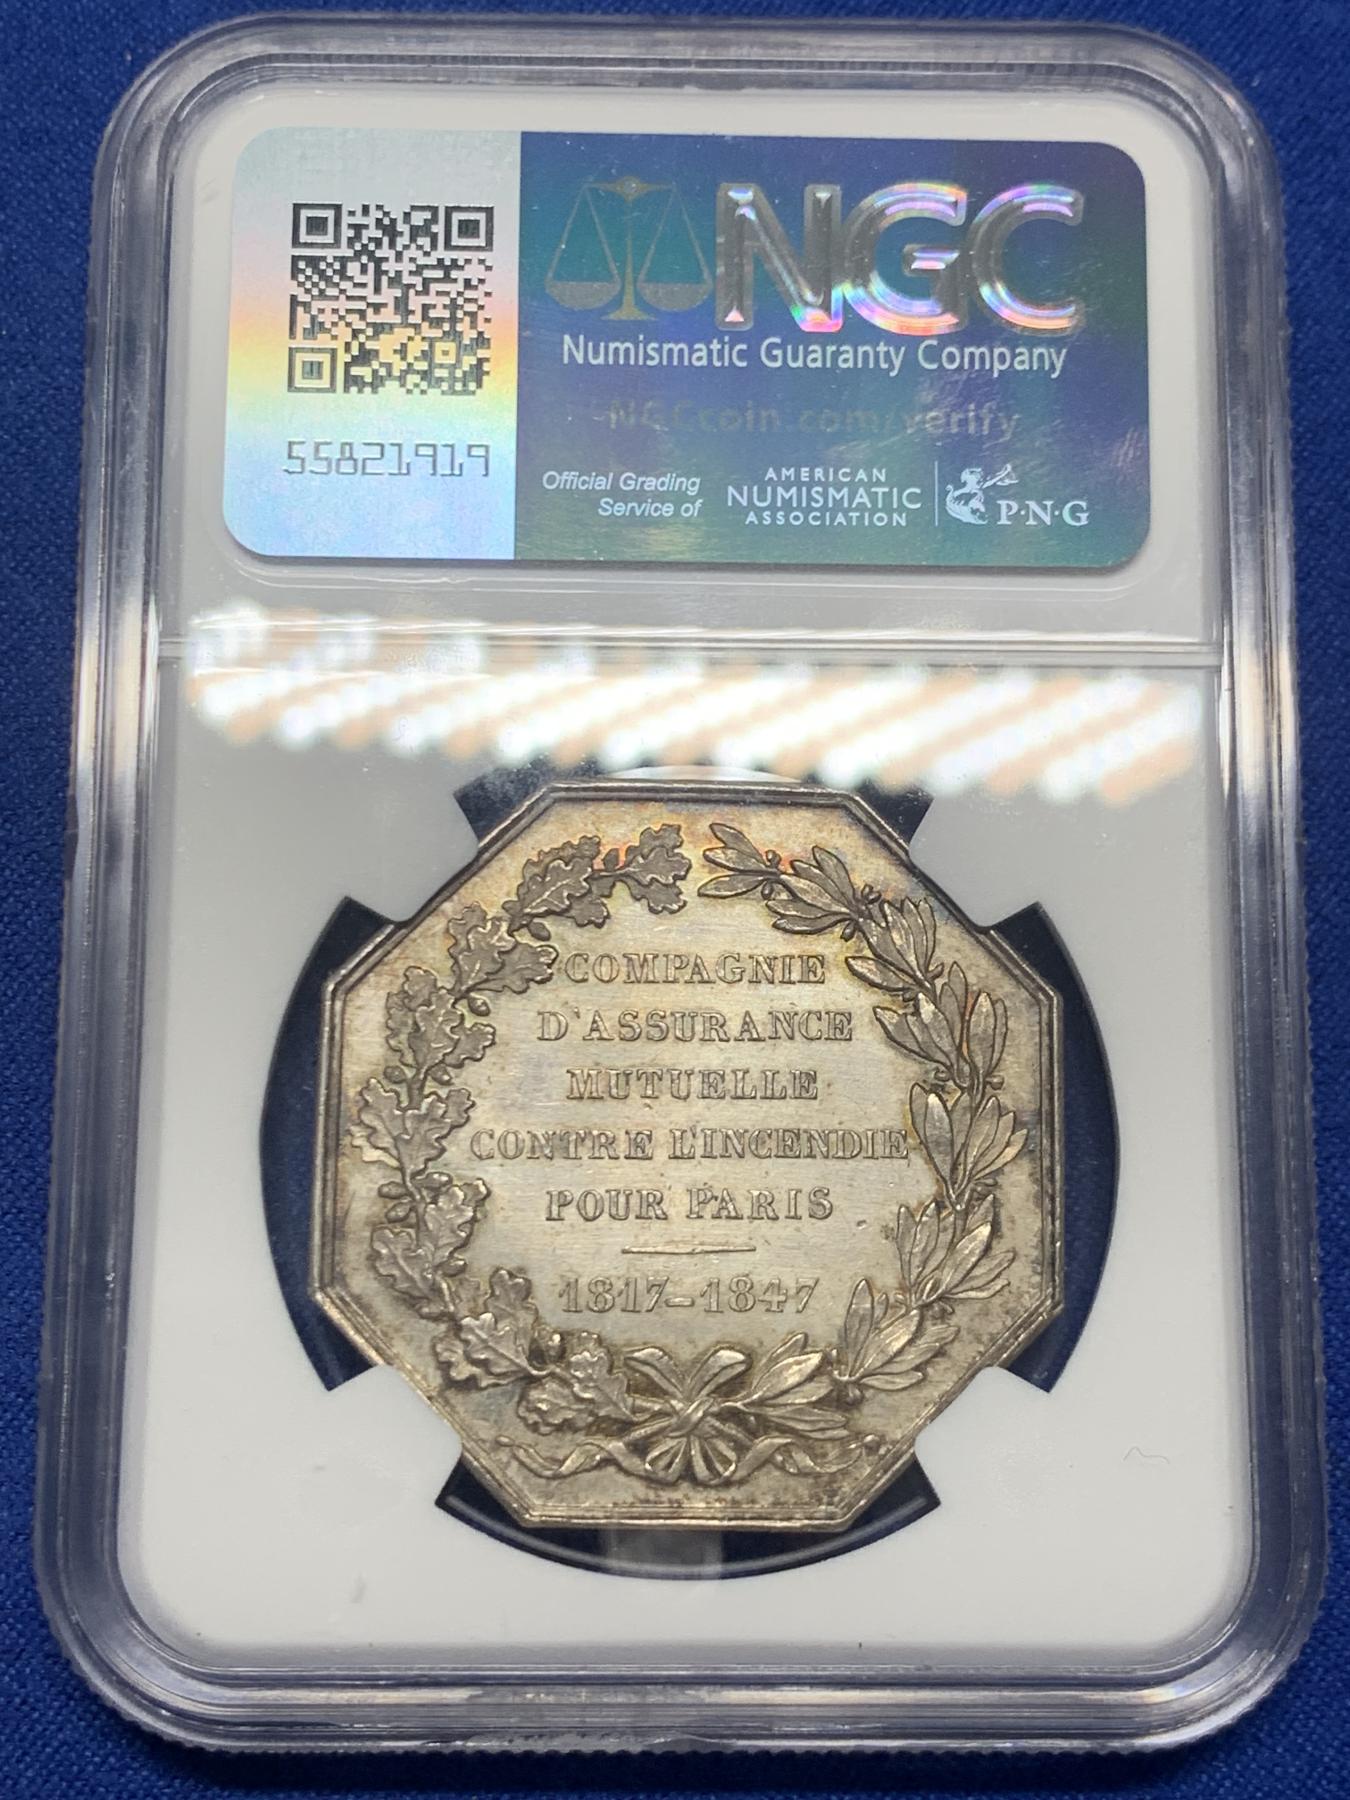 NGC
Numismatic Guaranty Company
NGCcoin.com/verify
55821919
Official Grading
Service of
AMERICAN
NUMISMATIC
ASSOCIATION
P·N·G
COMPAGNIE
D'ASSURANCE
MUTUELLE
CONTRE L'INCENDIE
POUR PARIS
1817-1847